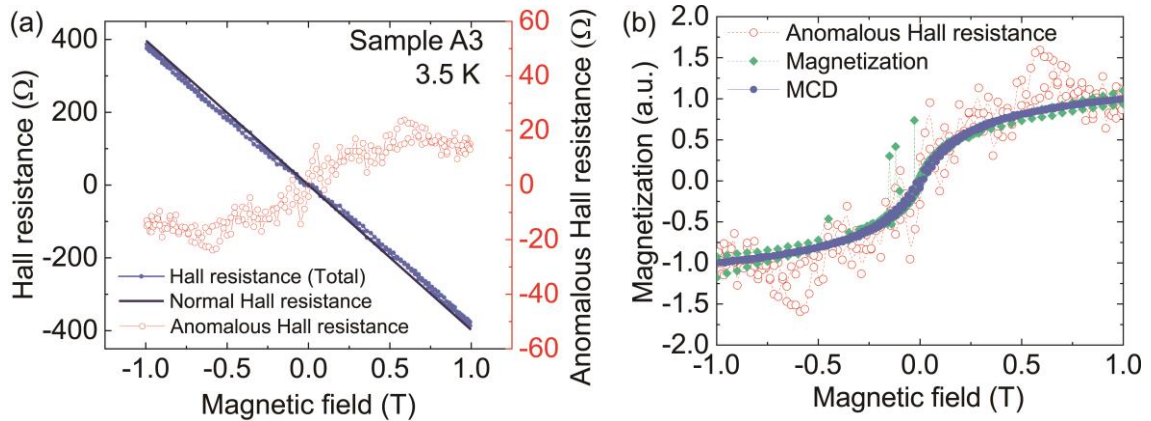 (a)
Sample A3
3.5 K
Hall resistance (Ω)
400
200
0
-200
-400
Hall resistance (Total)
Normal Hall resistance
Anomalous Hall resistance
-1.0 -0.5 0.0 0.5 1.0
Magnetic field (T)
60
40
20
0
-20
-40
-60
Anomalous Hall resistance (Ω)
(b)
Magnetization (a.u.)
2.0
1.5
1.0
0.5
0.0
-0.5
-1.0
-1.5
-2.0
Anomalous Hall resistance
Magnetization
MCD
-1.0 -0.5 0.0 0.5 1.0
Magnetic field (T)